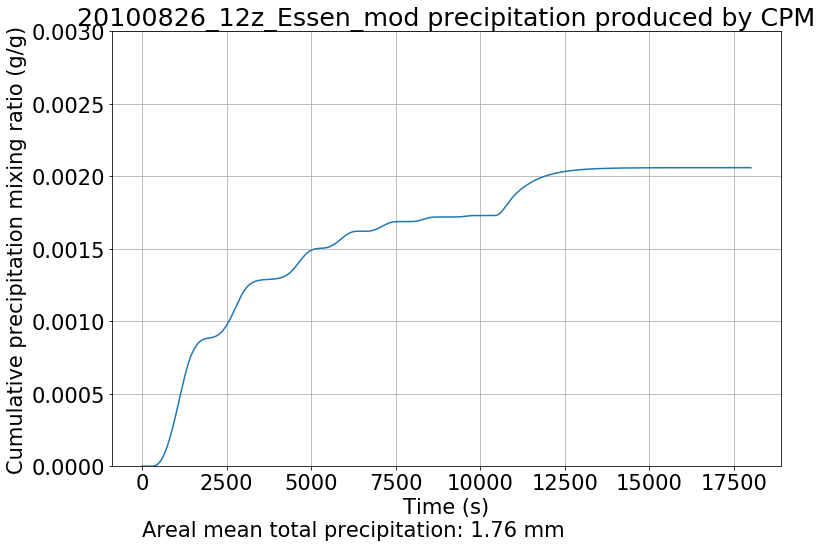 20100826_12z_Essen_mod precipitation produced by CPM
Cumulative precipitation mixing ratio (g/g)
0.0030
0.0025
0.0020
0.0015
0.0010
0.0005
0.0000
0 2500 5000 7500 10000 12500 15000 17500
Time (s)
Areal mean total precipitation: 1.76 mm